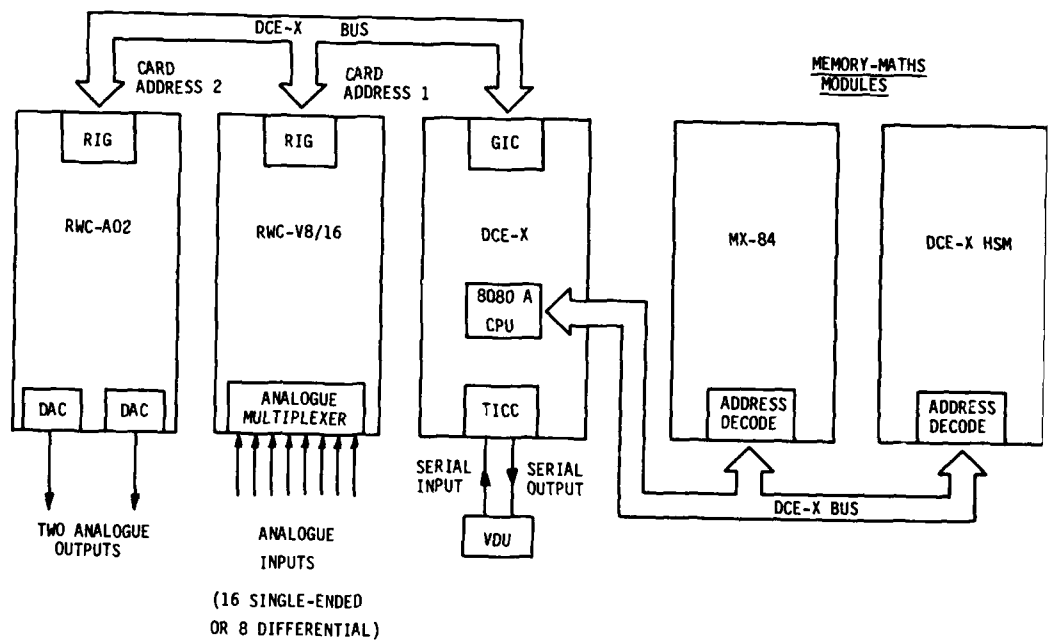 DCE-X BUS
CARD
ADDRESS 2
CARD
ADDRESS 1
MEMORY-MATHS
MODULES
RIG
RIG
GIC
RWC-A02
RWC-V8/16
DCE-X
MX-84
DCE-X HSM
8080 A
CPU
DAC
DAC
ANALOGUE
MULTIPLEXER
TICC
ADDRESS
DECODE
ADDRESS
DECODE
SERIAL
INPUT
SERIAL
OUTPUT
DCE-X BUS
TWO ANALOGUE
OUTPUTS
ANALOGUE
INPUTS
VDU
(16 SINGLE-ENDED
OR 8 DIFFERENTIAL)